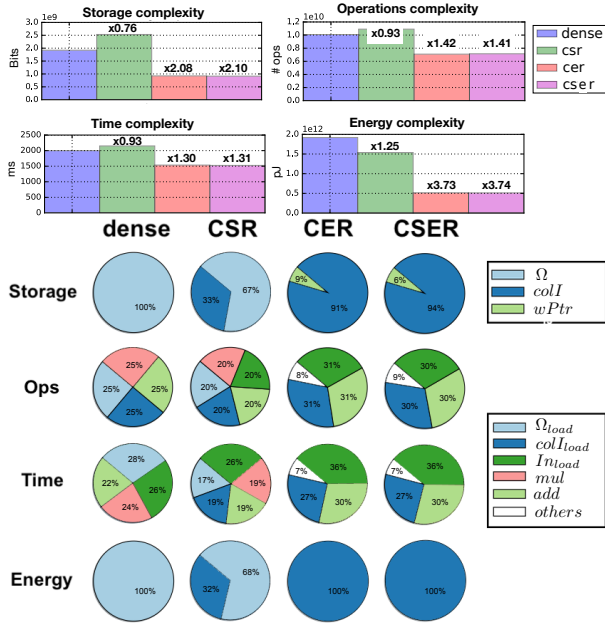 Storage complexity
1e9
Bits
3.0
2.5
2.0
1.5
1.0
0.5
0.0
x0.76
x2.08
x2.10
Operations complexity
1e10
# ops
1.2
1.0
0.8
0.6
0.4
0.2
0.0
x0.93
x1.42
x1.41
dense
csr
cer
cser
Time complexity
ms
2500
2000
1500
1000
500
0
x0.93
x1.30
x1.31
Energy complexity
1e12
pJ
2.0
1.5
1.0
0.5
0.0
x1.25
x3.73
x3.74
dense CSR CER CSER
Storage
100%
33% 67%
9% 91%
6% 94%
Ω
colI
wPtr
Ops
25% 25% 25% 25%
20% 20% 20% 20% 20%
8% 31% 31% 31%
9% 30% 30% 30%
Time
28% 22% 26% 24%
26% 17% 19% 19% 19%
7% 36% 27% 30%
7% 36% 27% 30%
Ωload
colIload
Inload
mul
add
others
Energy
100%
68% 32%
100%
100%